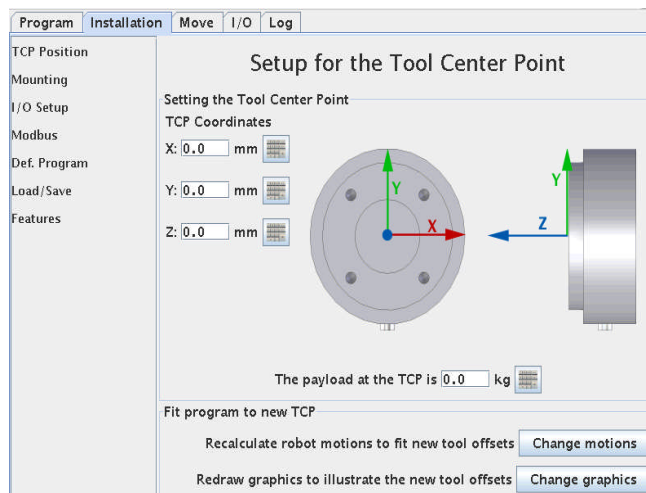 Program Installation Move I/O Log
TCP Position
Mounting
I/O Setup
Modbus
Def. Program
Load/Save
Features
Setup for the Tool Center Point
Setting the Tool Center Point
TCP Coordinates
X: 0.0 mm
Y: 0.0 mm
Z: 0.0 mm
Y
X
Y
Z
The payload at the TCP is 0.0 kg
Fit program to new TCP
Recalculate robot motions to fit new tool offsets Change motions
Redraw graphics to illustrate the new tool offsets Change graphics